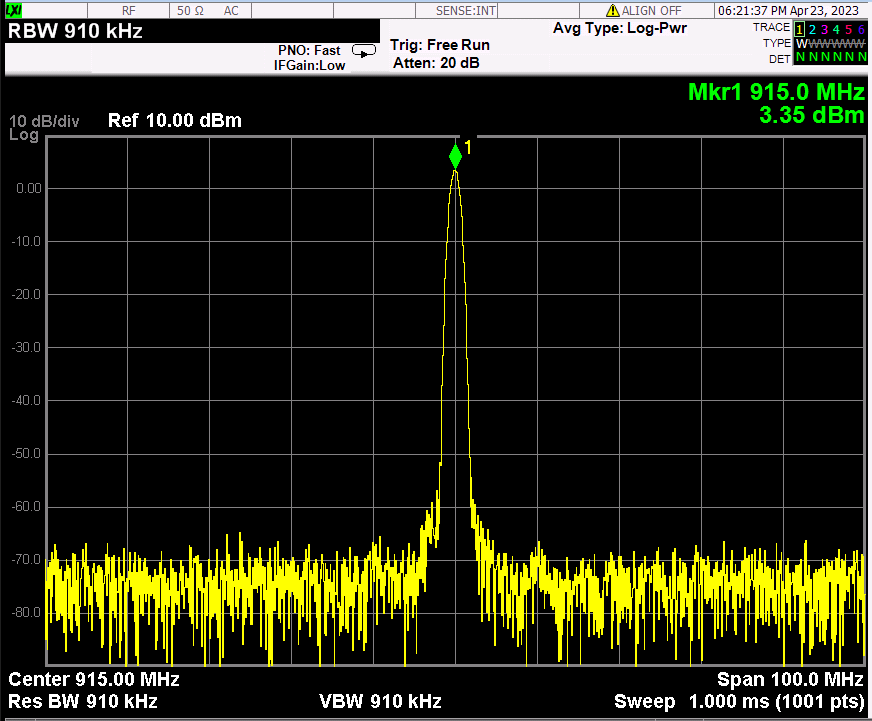 LXI RF 50 Ω AC SENSE:INT ALIGN OFF 06:21:37 PM Apr 23, 2023
RBW 910 kHz
PNO: Fast
IFGain:Low
Trig: Free Run
Atten: 20 dB
Avg Type: Log-Pwr
TRACE 1 2 3 4 5 6
TYPE WWWWWW
DET N N N N N N
Mkr1 915.0 MHz
3.35 dBm
10 dB/div Ref 10.00 dBm
Log
1
0.00
-10.0
-20.0
-30.0
-40.0
-50.0
-60.0
-70.0
-80.0
Center 915.00 MHz Span 100.0 MHz
Res BW 910 kHz VBW 910 kHz Sweep 1.000 ms (1001 pts)